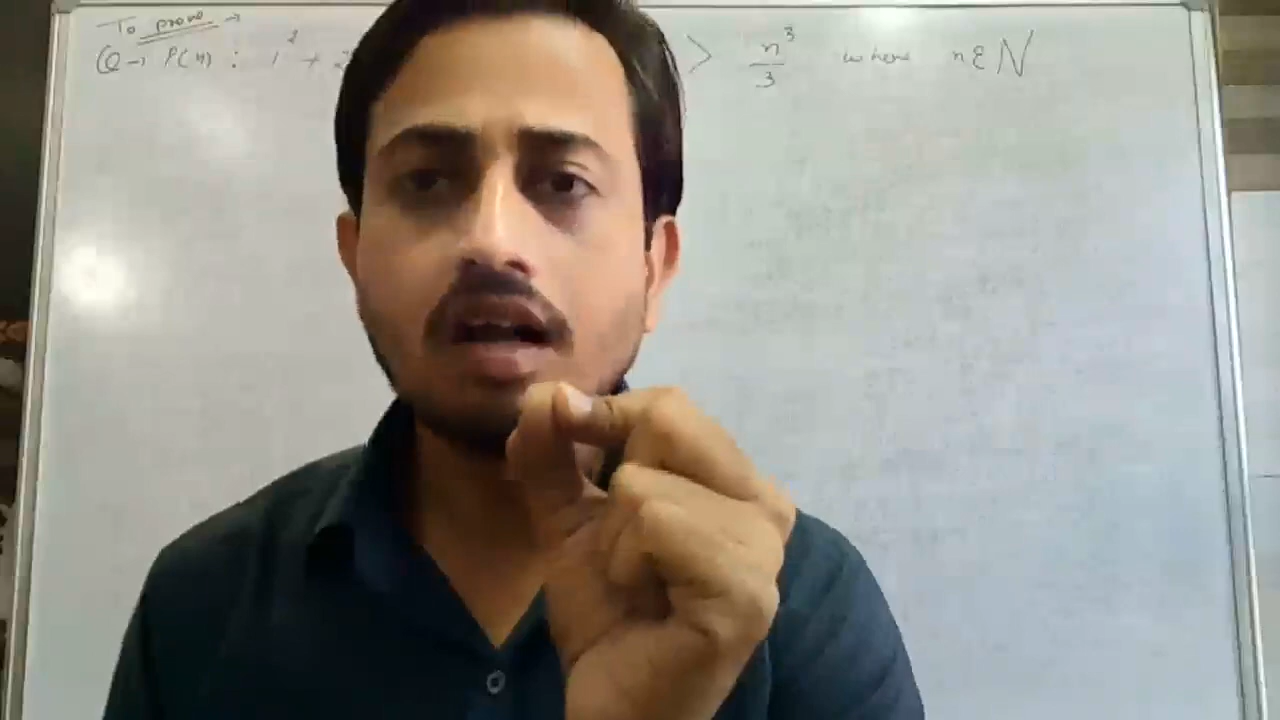 To prove →
Q→ P(n) : 1² + 2 > n³/3 where n ∈ N